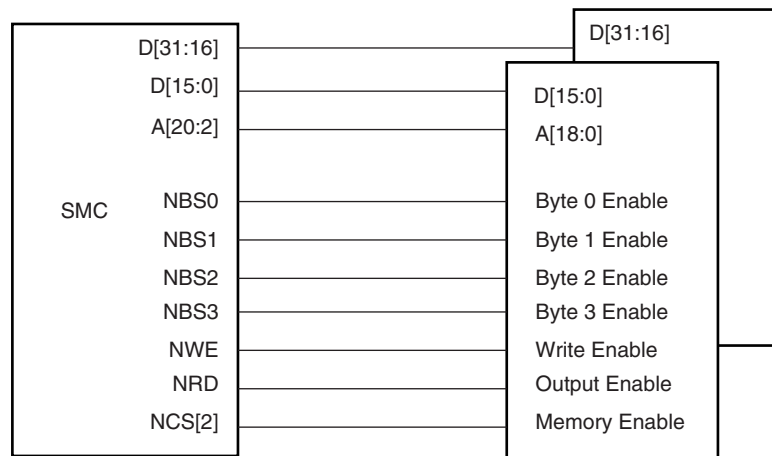 D[31:16] D[31:16]
D[15:0] D[15:0]
A[20:2] A[18:0]
SMC
NBS0 Byte 0 Enable
NBS1 Byte 1 Enable
NBS2 Byte 2 Enable
NBS3 Byte 3 Enable
NWE Write Enable
NRD Output Enable
NCS[2] Memory Enable